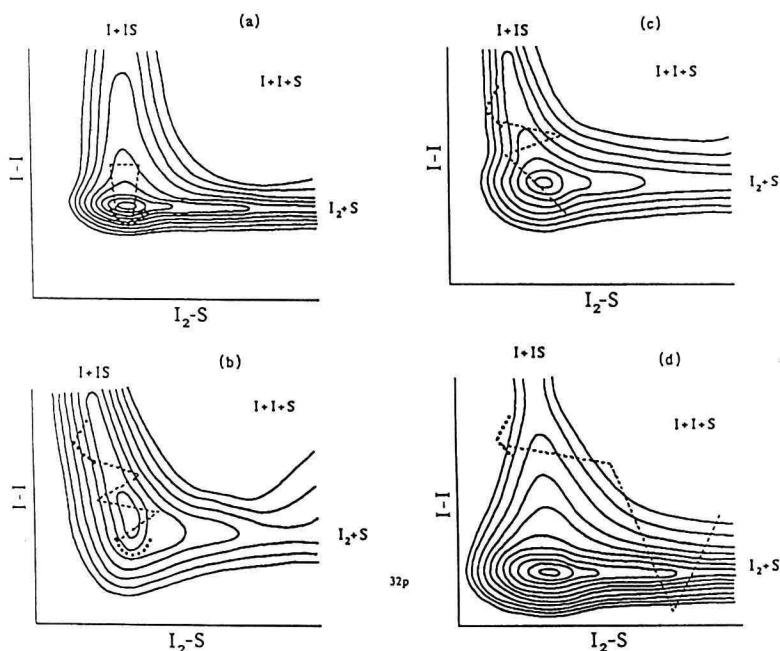 (a)
I+IS
I+I+S
I-I
I₂+S
I₂-S
(c)
I+IS
I+I+S
I-I
I₂+S
I₂-S
(b)
I+IS
I+I+S
I-I
I₂+S
I₂-S
32p
(d)
I+IS
I+I+S
I-I
I₂+S
I₂-S